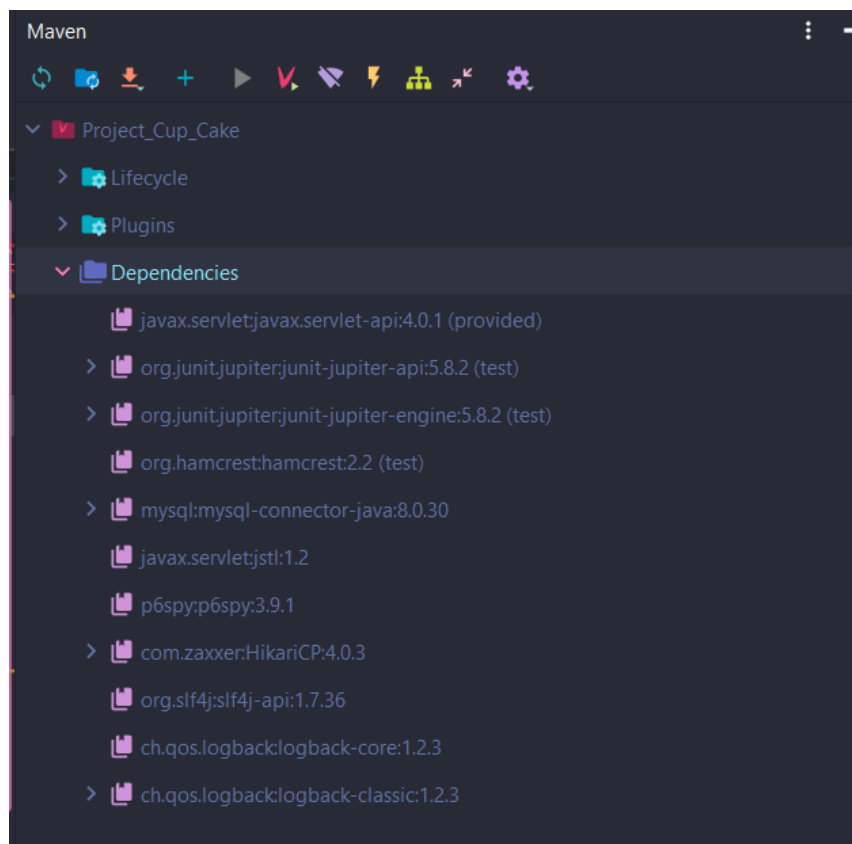 Maven
Project_Cup_Cake
Lifecycle
Plugins
Dependencies
javax.servlet:javax.servlet-api:4.0.1 (provided)
org.junit.jupiter:junit-jupiter-api:5.8.2 (test)
org.junit.jupiter:junit-jupiter-engine:5.8.2 (test)
org.hamcrest:hamcrest:2.2 (test)
mysql:mysql-connector-java:8.0.30
javax.servlet:jstl:1.2
p6spy:p6spy:3.9.1
com.zaxxer:HikariCP:4.0.3
org.slf4j:slf4j-api:1.7.36
ch.qos.logback:logback-core:1.2.3
ch.qos.logback:logback-classic:1.2.3